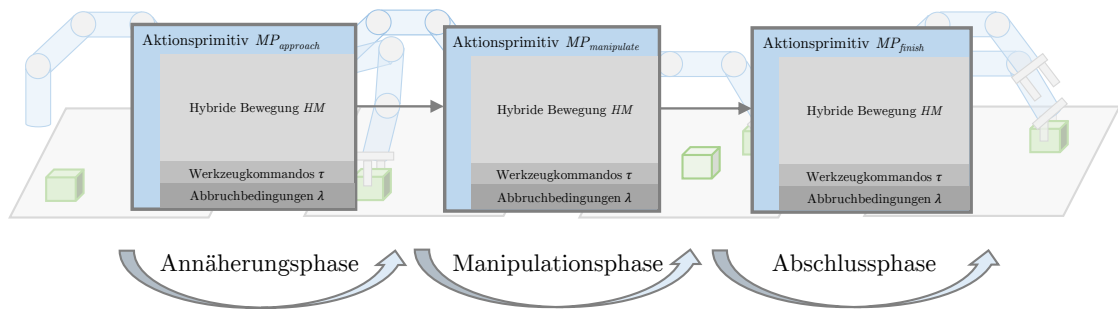 Aktionsprimitiv MP_approach
Hybride Bewegung HM
Werkzeugkommandos τ
Abbruchbedingungen λ
Aktionsprimitiv MP_manipulate
Hybride Bewegung HM
Werkzeugkommandos τ
Abbruchbedingungen λ
Aktionsprimitiv MP_finish
Hybride Bewegung HM
Werkzeugkommandos τ
Abbruchbedingungen λ
Annäherungsphase
Manipulationsphase
Abschlussphase